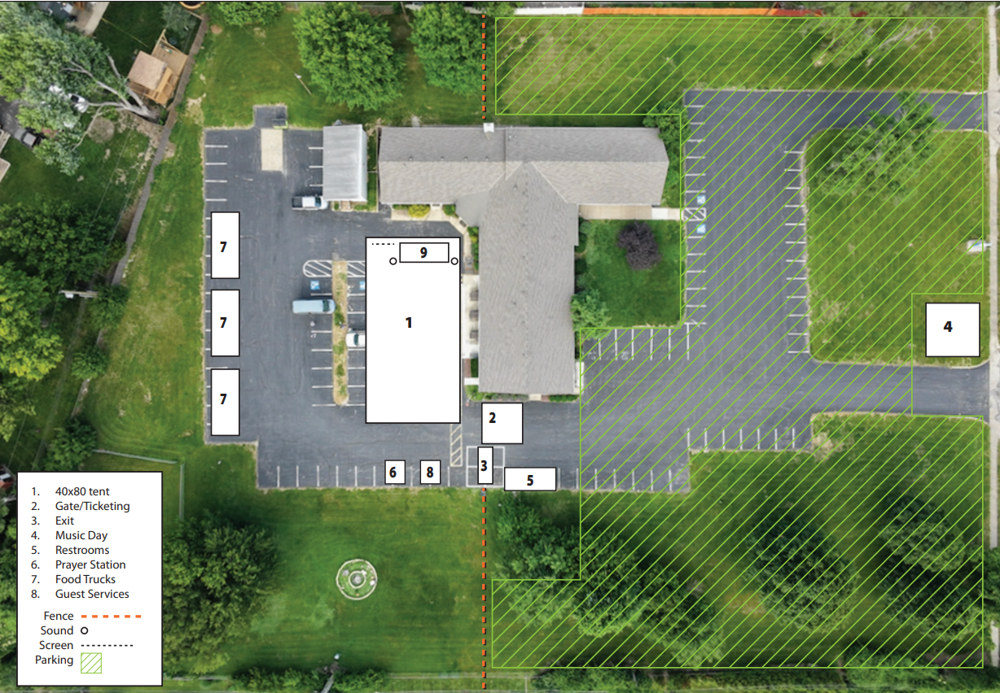 7
9
7
1
4
7
2
6
8
3
5
1. 40x80 tent
2. Gate/Ticketing
3. Exit
4. Music Day
5. Restrooms
6. Prayer Station
7. Food Trucks
8. Guest Services
Fence
Sound
Screen
Parking